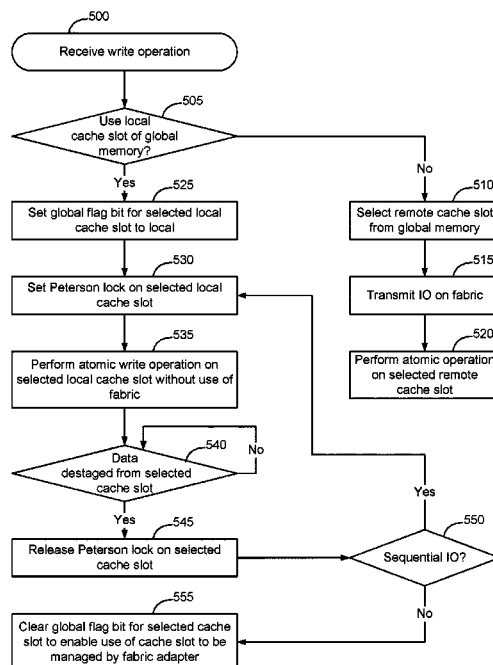 500
Receive write operation
505
Use local
cache slot of global
memory?
No
Yes
510
Select remote cache slot
from global memory
525
Set global flag bit for selected local
cache slot to local
515
Transmit IO on fabric
530
Set Peterson lock on selected local
cache slot
520
Perform atomic operation
on selected remote
cache slot
535
Perform atomic write operation on
selected local cache slot without use of
fabric
540
No
Data
destaged from selected
cache slot
Yes
Yes
545
Release Peterson lock on selected
cache slot
550
Sequential IO?
No
555
Clear global flag bit for selected cache
slot to enable use of cache slot to be
managed by fabric adapter